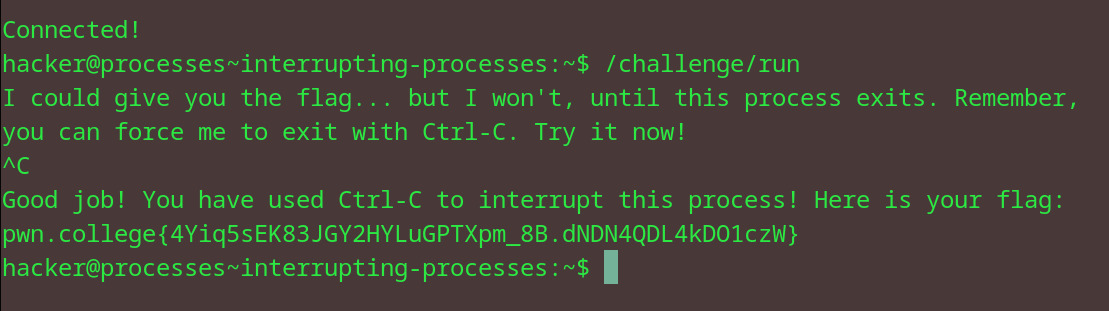 Connected!
hacker@processes~interrupting-processes:~$ /challenge/run
I could give you the flag... but I won't, until this process exits. Remember,
you can force me to exit with Ctrl-C. Try it now!
^C
Good job! You have used Ctrl-C to interrupt this process! Here is your flag:
pwn.college{4Yiq5sEK83JGY2HYLuGPTXpm_8B.dNDN4QDL4kDO1czW}
hacker@processes~interrupting-processes:~$